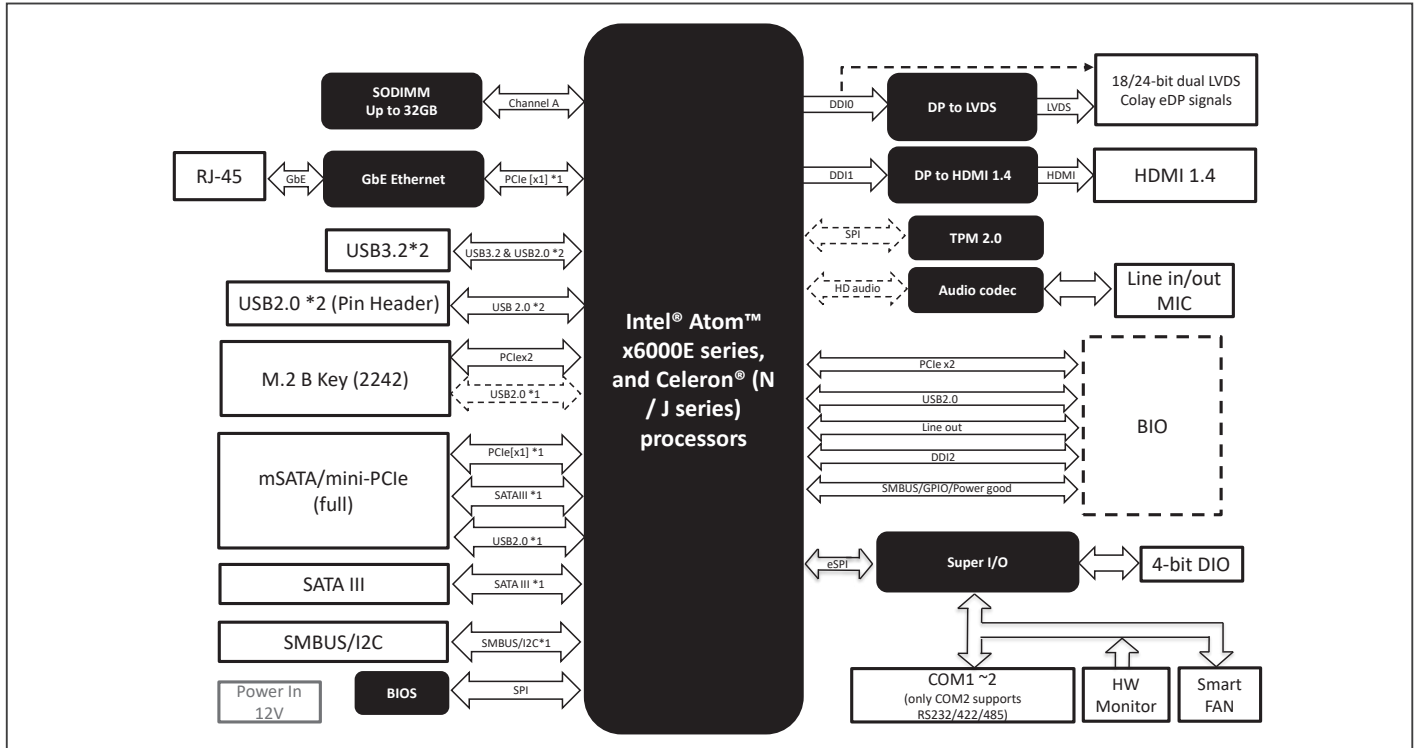 SODIMM
Up to 32GB
Channel A
RJ-45
GbE
GbE Ethernet
PCIe [x1] *1
USB3.2*2
USB3.2 & USB2.0 *2
USB2.0 *2 (Pin Header)
USB 2.0 *2
M.2 B Key (2242)
PCIex2
USB2.0 *1
mSATA/mini-PCIe
(full)
PCIe[x1] *1
SATAIII *1
USB2.0 *1
SATA III
SATA III *1
SMBUS/I2C
SMBUS/I2C*1
Power In
12V
BIOS
SPI
Intel® Atom™
x6000E series,
and Celeron® (N
/ J series)
processors
DDI0
DP to LVDS
LVDS
18/24-bit dual LVDS
Colay eDP signals
DDI1
DP to HDMI 1.4
HDMI
HDMI 1.4
SPI
TPM 2.0
HD audio
Audio codec
Line in/out
MIC
PCIe x2
USB2.0
Line out
DDI2
SMBUS/GPIO/Power good
BIO
eSPI
Super I/O
4-bit DIO
COM1 ~2
(only COM2 supports
RS232/422/485)
HW
Monitor
Smart
FAN